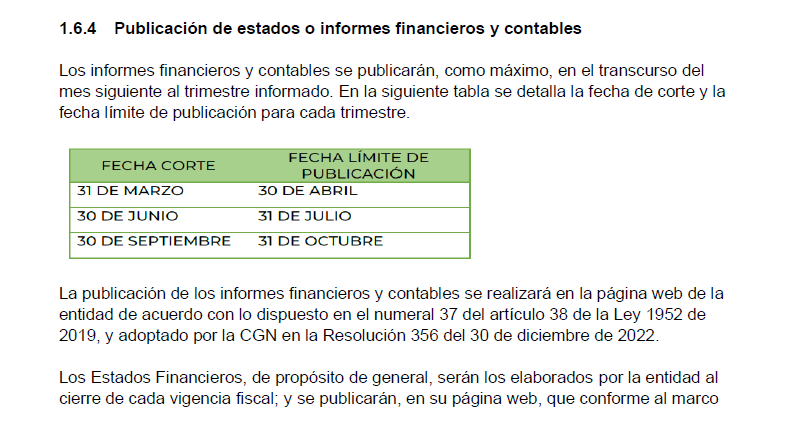 1.6.4 Publicación de estados o informes financieros y contables
Los informes financieros y contables se publicarán, como máximo, en el transcurso del
mes siguiente al trimestre informado. En la siguiente tabla se detalla la fecha de corte y la
fecha límite de publicación para cada trimestre.
FECHA CORTE FECHA LÍMITE DE PUBLICACIÓN
31 DE MARZO 30 DE ABRIL
30 DE JUNIO 31 DE JULIO
30 DE SEPTIEMBRE 31 DE OCTUBRE
La publicación de los informes financieros y contables se realizará en la página web de la
entidad de acuerdo con lo dispuesto en el numeral 37 del artículo 38 de la Ley 1952 de
2019, y adoptado por la CGN en la Resolución 356 del 30 de diciembre de 2022.
Los Estados Financieros, de propósito de general, serán los elaborados por la entidad al
cierre de cada vigencia fiscal; y se publicarán, en su página web, que conforme al marco